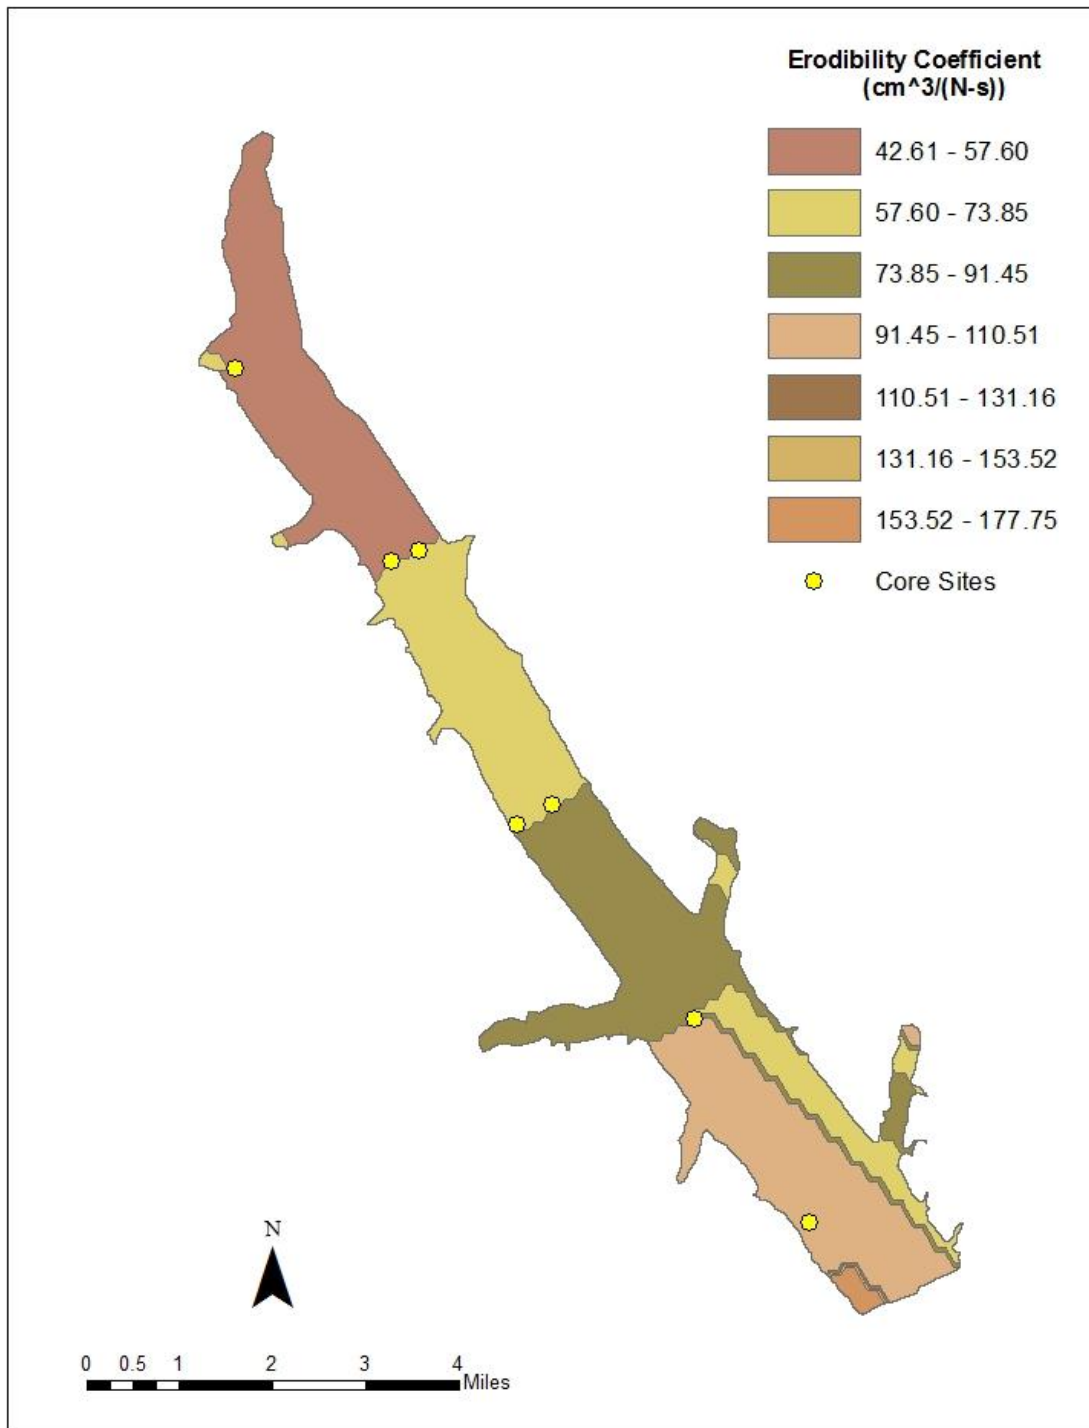 Erodibility Coefficient
(cm^3/(N-s))
42.61 - 57.60
57.60 - 73.85
73.85 - 91.45
91.45 - 110.51
110.51 - 131.16
131.16 - 153.52
153.52 - 177.75
Core Sites
N
0 0.5 1 2 3 4
Miles